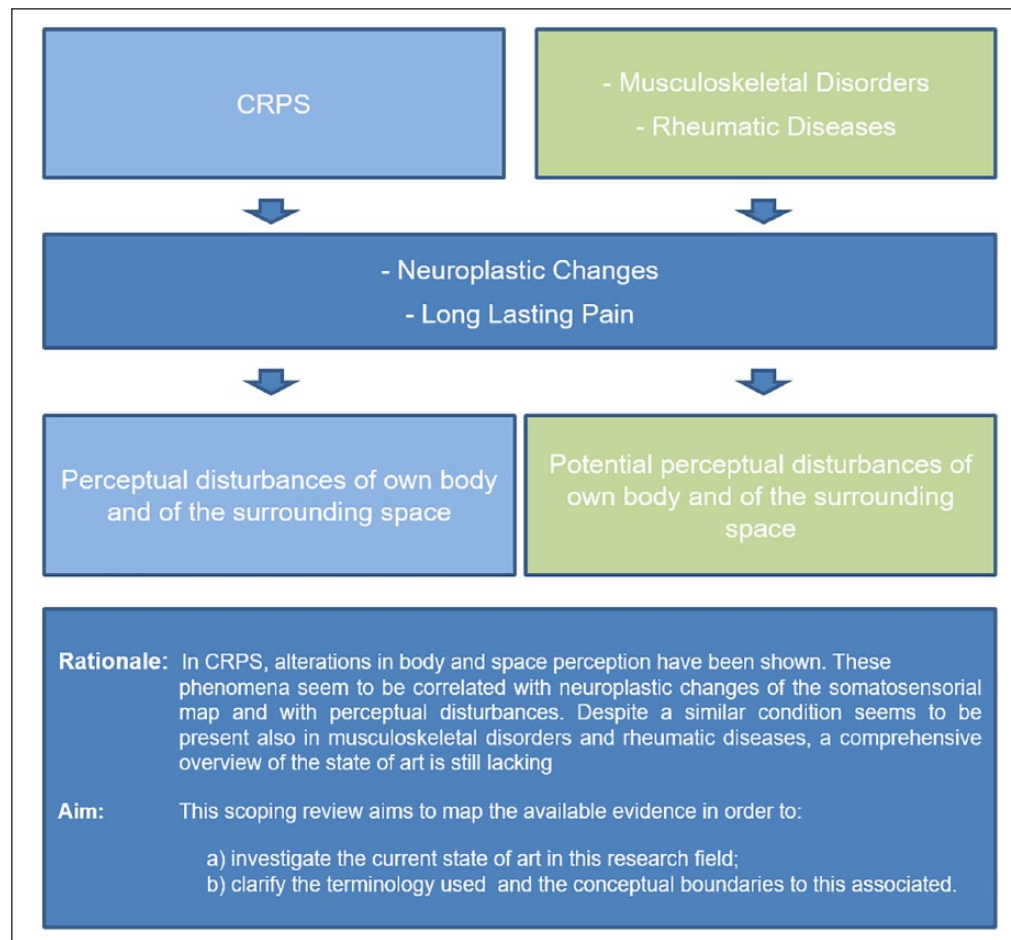 CRPS
- Musculoskeletal Disorders
- Rheumatic Diseases
- Neuroplastic Changes
- Long Lasting Pain
Perceptual disturbances of own body
and of the surrounding space
Potential perceptual disturbances of
own body and of the surrounding
space
Rationale: In CRPS, alterations in body and space perception have been shown. These
phenomena seem to be correlated with neuroplastic changes of the somatosensorial
map and with perceptual disturbances. Despite a similar condition seems to be
present also in musculoskeletal disorders and rheumatic diseases, a comprehensive
overview of the state of art is still lacking
Aim: This scoping review aims to map the available evidence in order to:
a) investigate the current state of art in this research field;
b) clarify the terminology used and the conceptual boundaries to this associated.